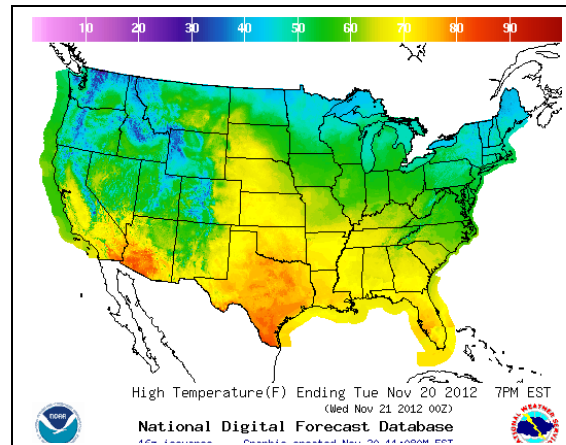 10 20 30 40 50 60 70 80 90
High Temperature(F) Ending Tue Nov 20 2012 7PM EST
(Wed Nov 21 2012 00Z)
National Digital Forecast Database
NOAA